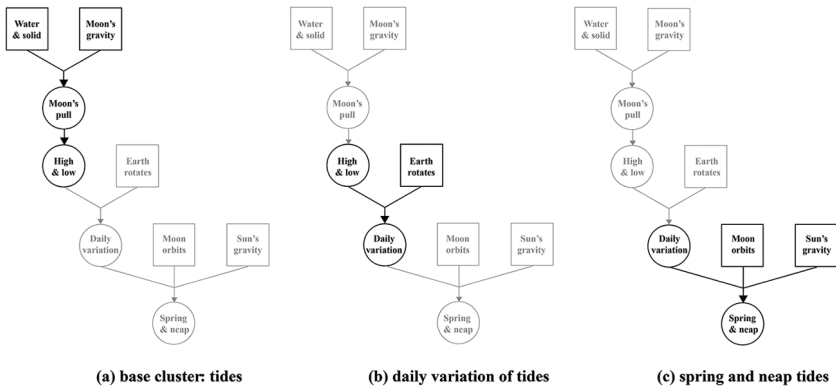 Water
& solid
Moon's
gravity
Moon's
pull
High
& low
Earth
rotates
Daily
variation
Moon
orbits
Sun's
gravity
Spring
& neap
(a) base cluster: tides
Water
& solid
Moon's
gravity
Moon's
pull
High
& low
Earth
rotates
Daily
variation
Moon
orbits
Sun's
gravity
Spring
& neap
(b) daily variation of tides
Water
& solid
Moon's
gravity
Moon's
pull
High
& low
Earth
rotates
Daily
variation
Moon
orbits
Sun's
gravity
Spring
& neap
(c) spring and neap tides